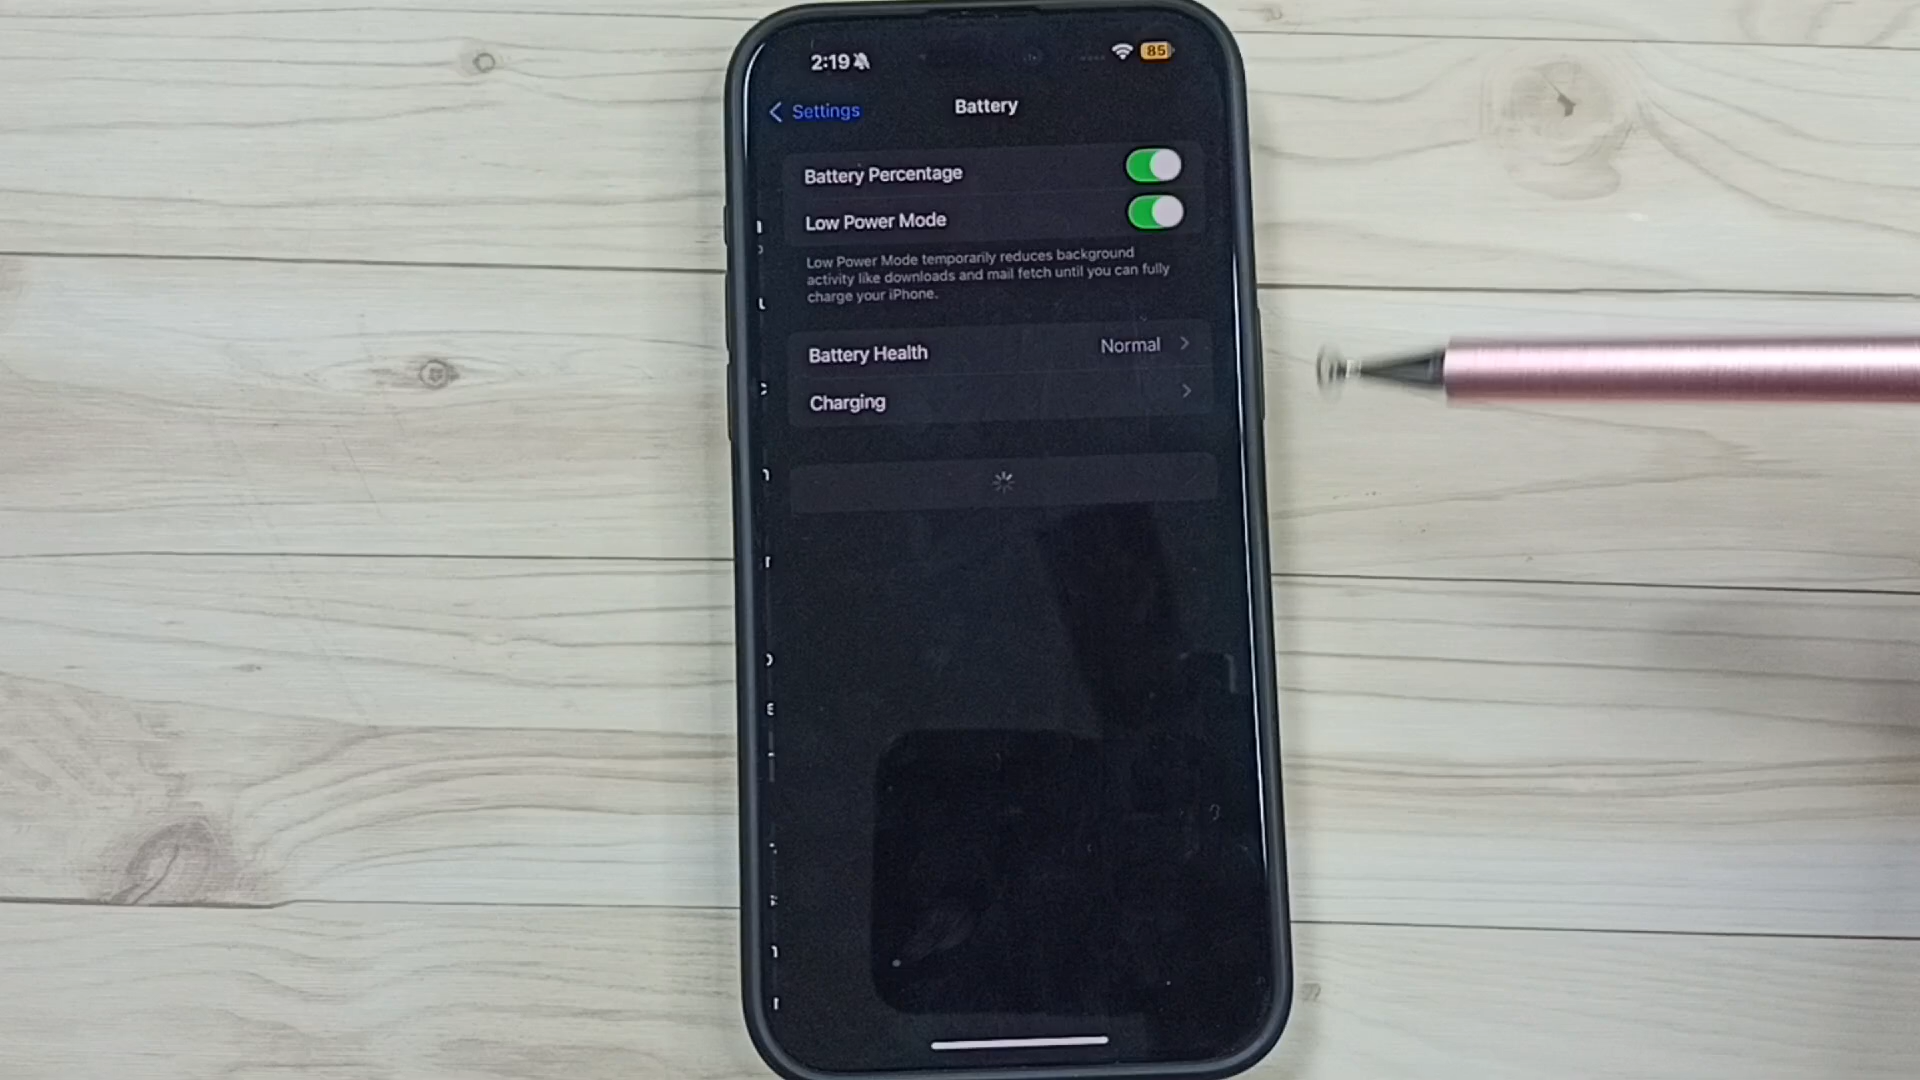 2:19
85
Settings
Battery
Battery Percentage
Low Power Mode
Low Power Mode temporarily reduces background
activity like downloads and mail fetch until you can fully
charge your iPhone.
Battery Health
Normal
Charging